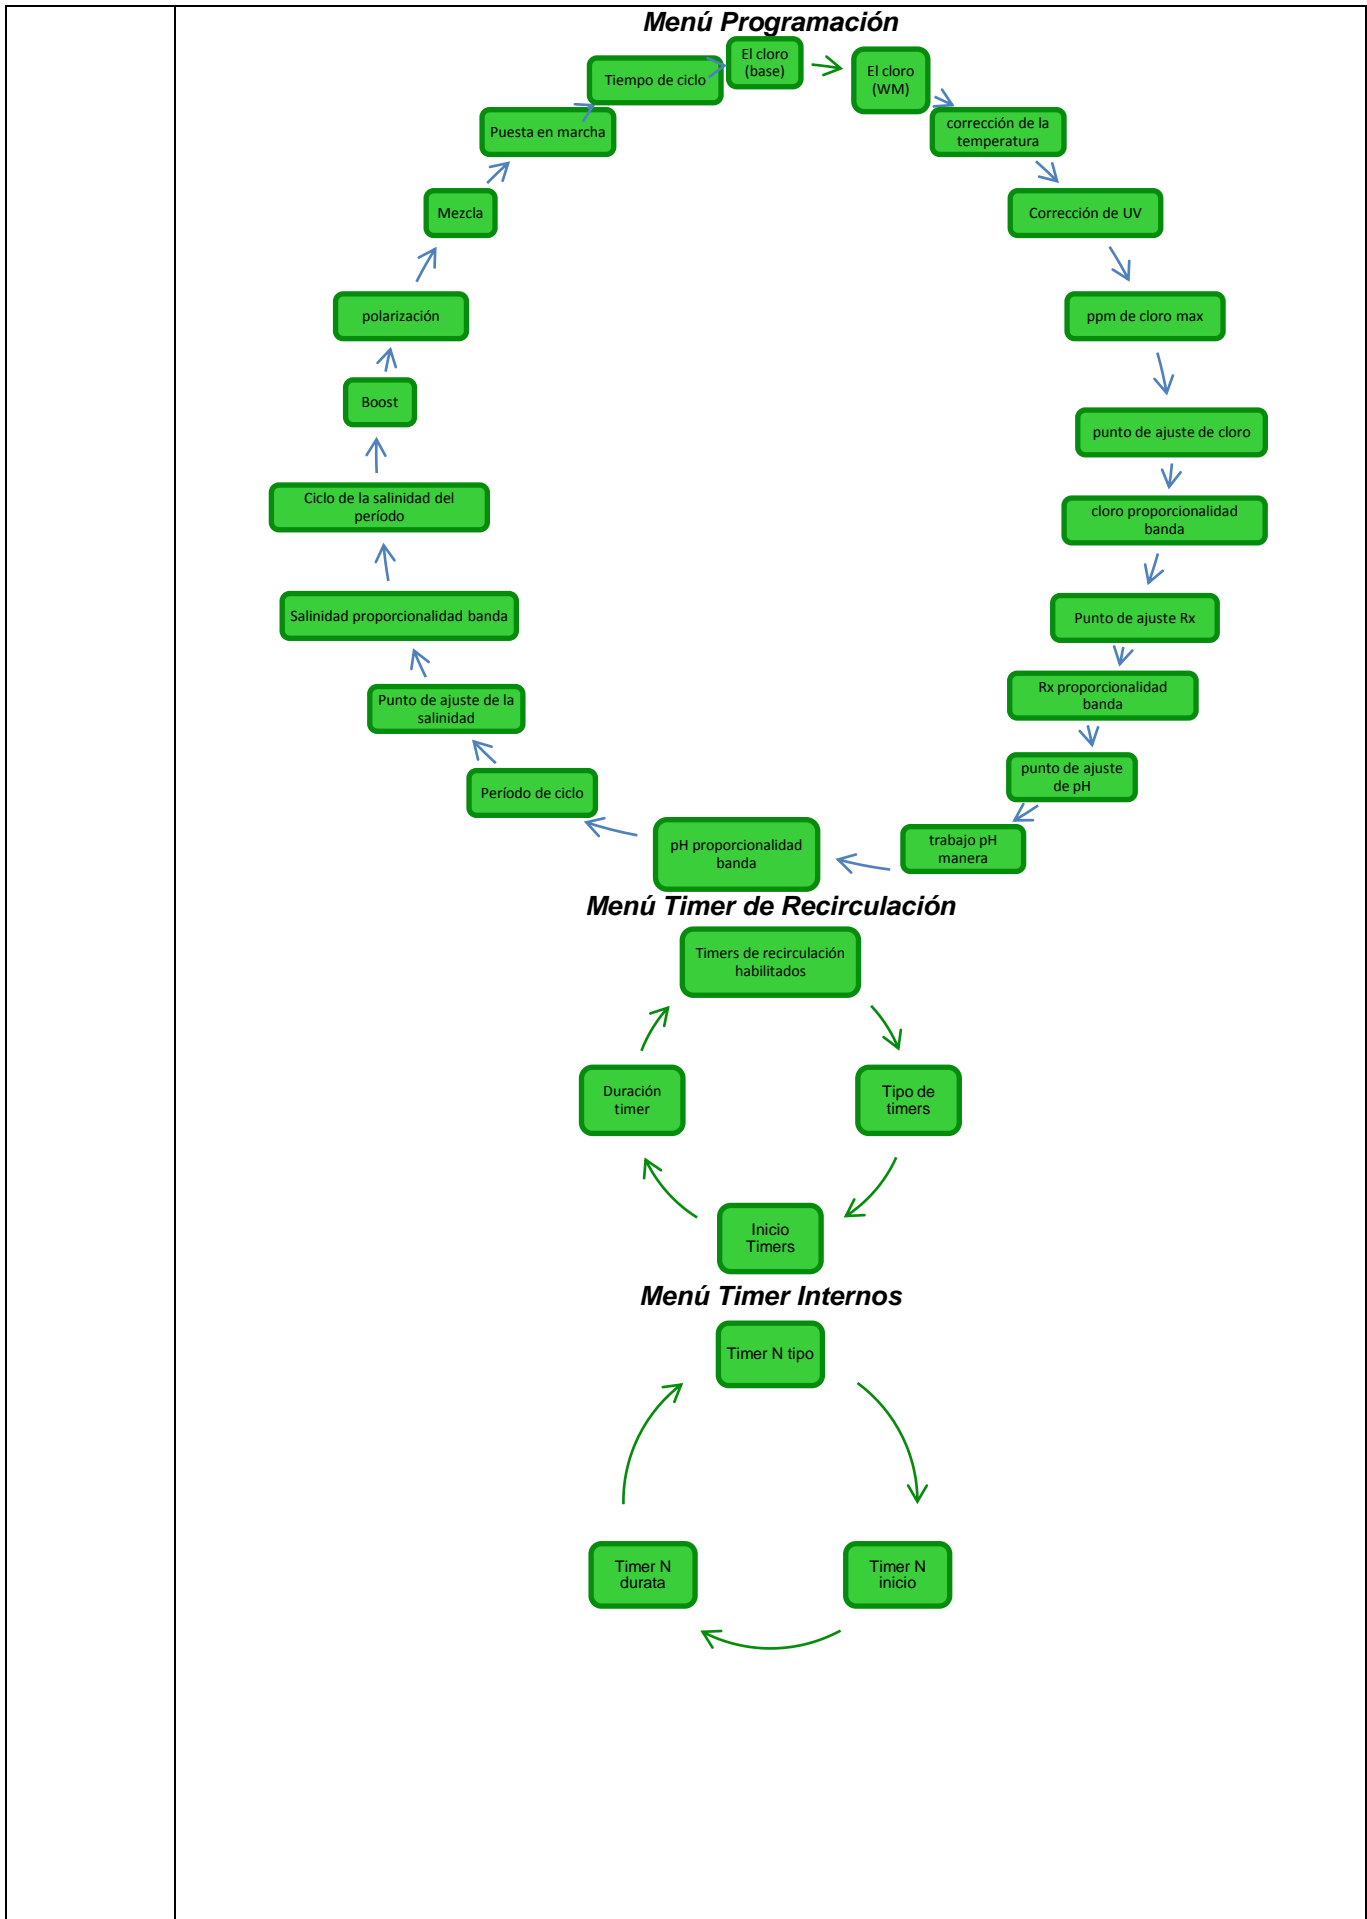 Menú Programación
El cloro
(base)
El cloro
(WM)
corrección de la
temperatura
Corrección de UV
ppm de cloro max
punto de ajuste de cloro
cloro proporcionalidad
banda
Punto de ajuste Rx
Rx proporcionalidad
banda
punto de ajuste
de pH
trabajo pH
manera
pH proporcionalidad
banda
Período de ciclo
Punto de ajuste de la
salinidad
Salinidad proporcionalidad banda
Ciclo de la salinidad del
período
Boost
polarización
Mezcla
Puesta en marcha
Tiempo de ciclo
Menú Timer de Recirculación
Timers de recirculación
habilitados
Tipo de
timers
Inicio
Timers
Duración
timer
Menú Timer Internos
Timer N tipo
Timer N
inicio
Timer N
durata